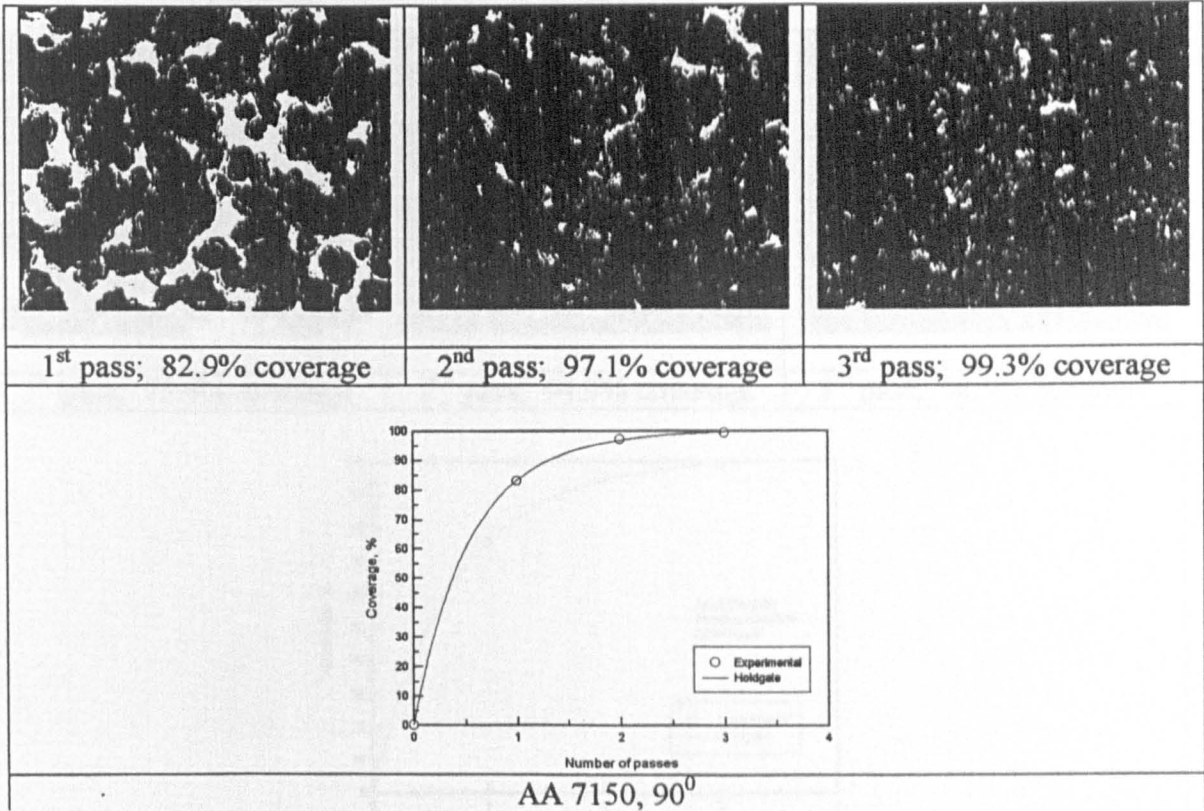 1st pass; 82.9% coverage
2nd pass; 97.1% coverage
3rd pass; 99.3% coverage
100
90
80
70
60
50
40
30
20
10
0
Coverage, %
Experimental
Holdgate
0 1 2 3 4
Number of passes
AA 7150, 90⁰